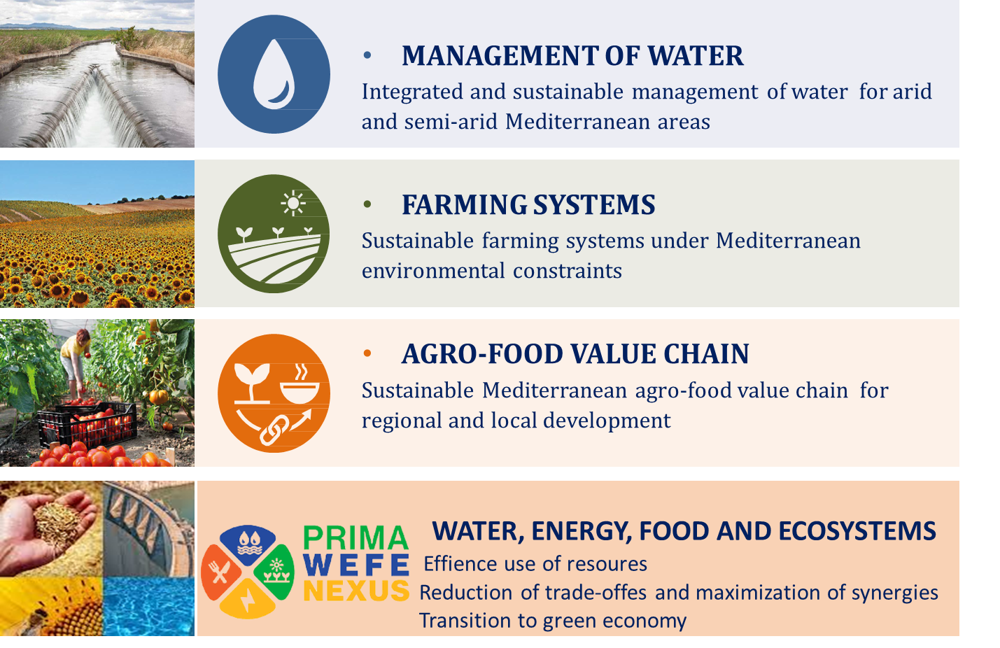 • MANAGEMENT OF WATER
Integrated and sustainable management of water for arid
and semi-arid Mediterranean areas
• FARMING SYSTEMS
Sustainable farming systems under Mediterranean
environmental constraints
• AGRO-FOOD VALUE CHAIN
Sustainable Mediterranean agro-food value chain for
regional and local development
PRIMA
WEFE
NEXUS
WATER, ENERGY, FOOD AND ECOSYSTEMS
Effience use of resoures
Reduction of trade-offes and maximization of synergies
Transition to green economy